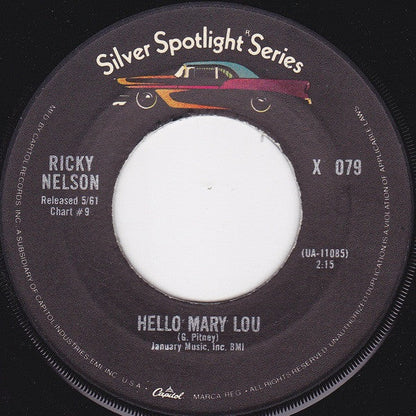 Silver Spotlight® Series
RICKY
NELSON
Released 5/61
Chart #9
X 079
(UA-11085)
2:15
HELLO MARY LOU
(G. Pitney)
January Music, Inc. BMI
MF'D BY CAPITOL RECORDS, INC. A SUBSIDIARY OF CAPITOL INDUSTRIES-EMI, INC. U.S.A. • Capitol MARCA REG. • ALL RIGHTS RESERVED. UNAUTHORIZED DUPLICATION IS A VIOLATION OF APPLICABLE LAWS